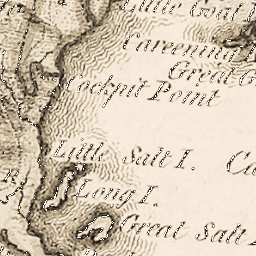 Little Goat I
Careening
Great G
Cockpit Point
Little Salt I. Ca
Long I.
Great Salt I